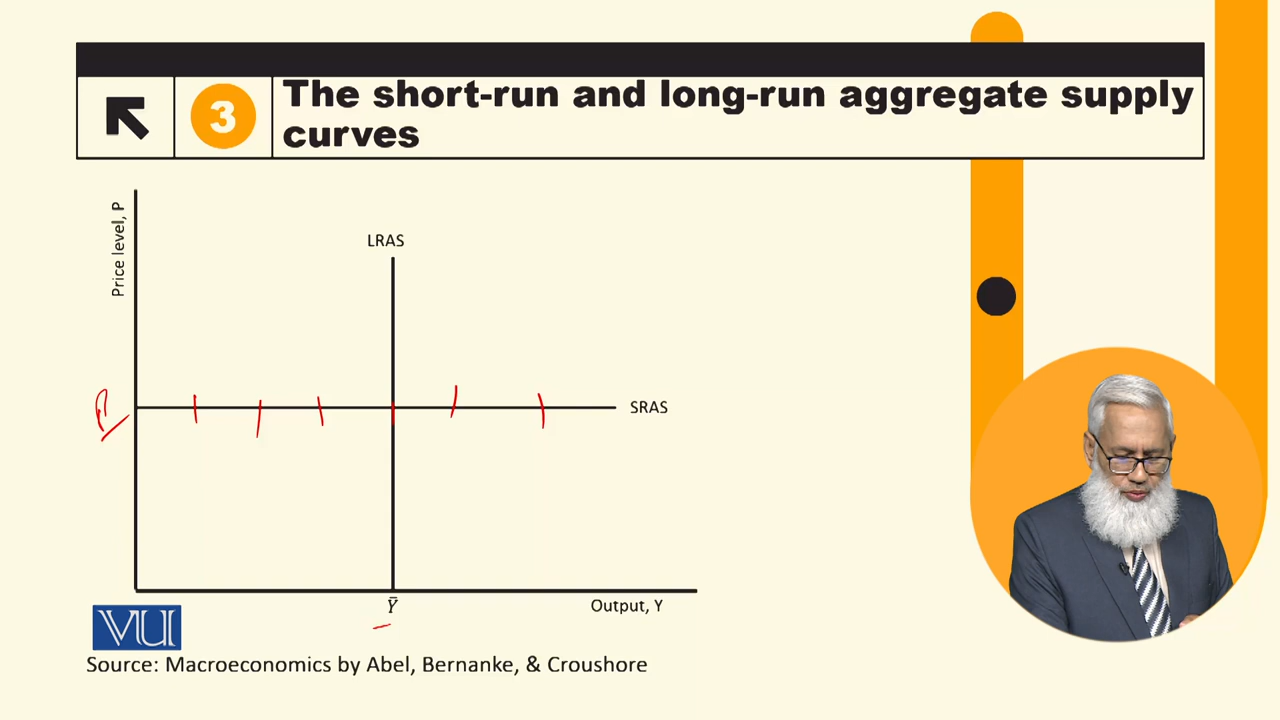 3
The short-run and long-run aggregate supply
curves
Price level, P
LRAS
SRAS
Ȳ
Output, Y
VU
Source: Macroeconomics by Abel, Bernanke, & Croushore